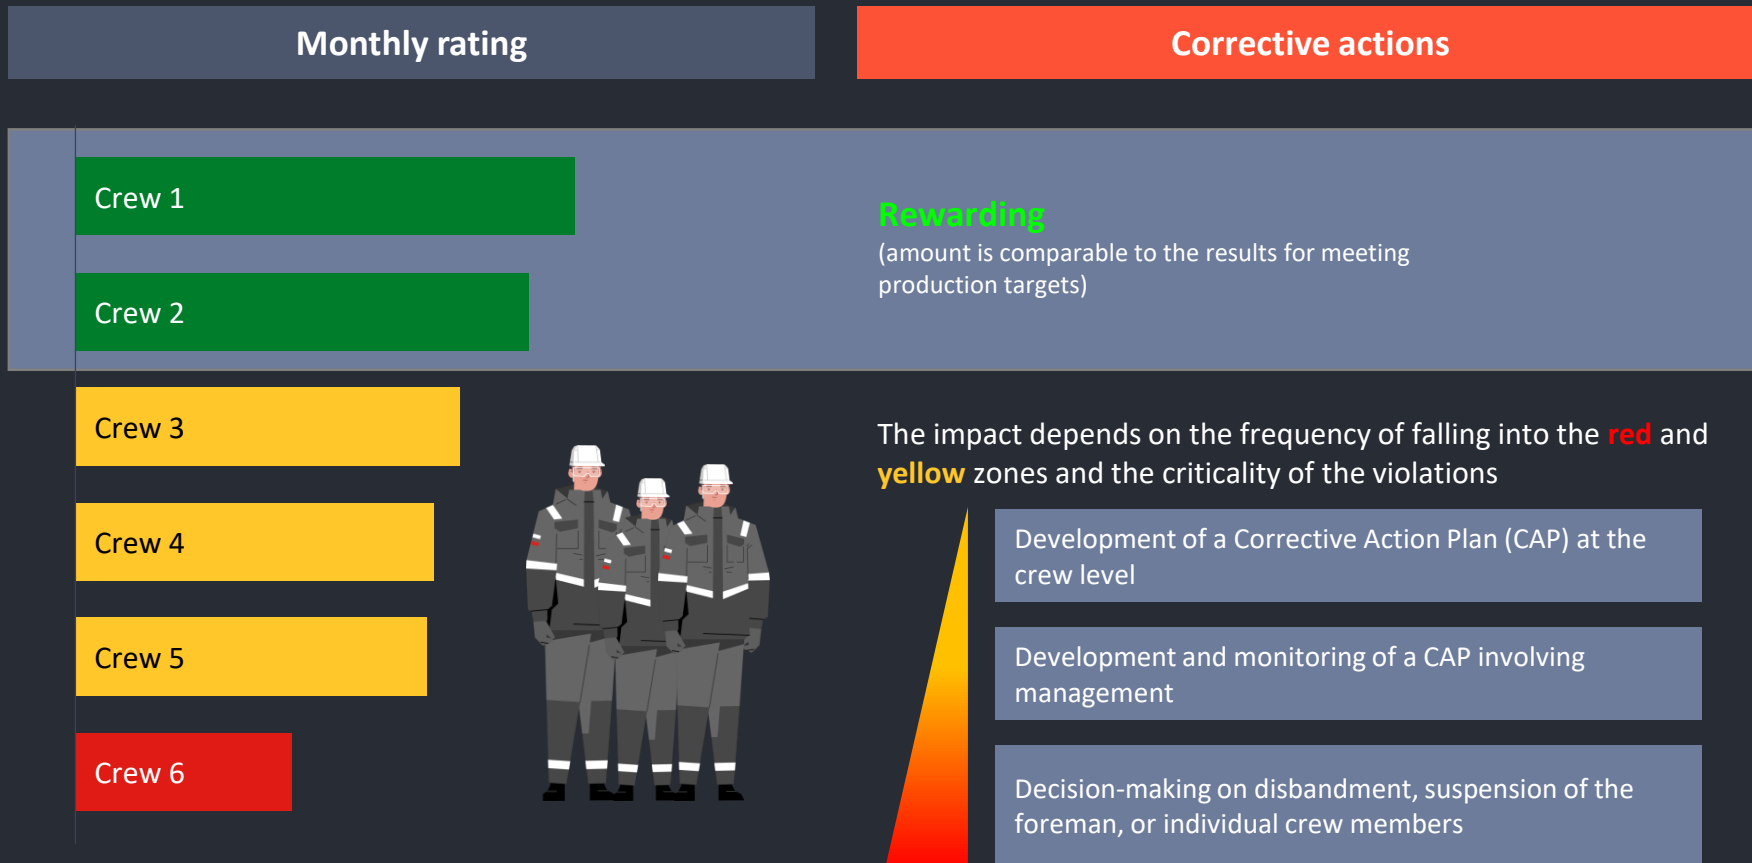 Monthly rating
Corrective actions
Crew 1
Crew 2
Rewarding
(amount is comparable to the results for meeting
production targets)
Crew 3
Crew 4
Crew 5
Crew 6
The impact depends on the frequency of falling into the red and
yellow zones and the criticality of the violations
Development of a Corrective Action Plan (CAP) at the
crew level
Development and monitoring of a CAP involving
management
Decision-making on disbandment, suspension of the
foreman, or individual crew members